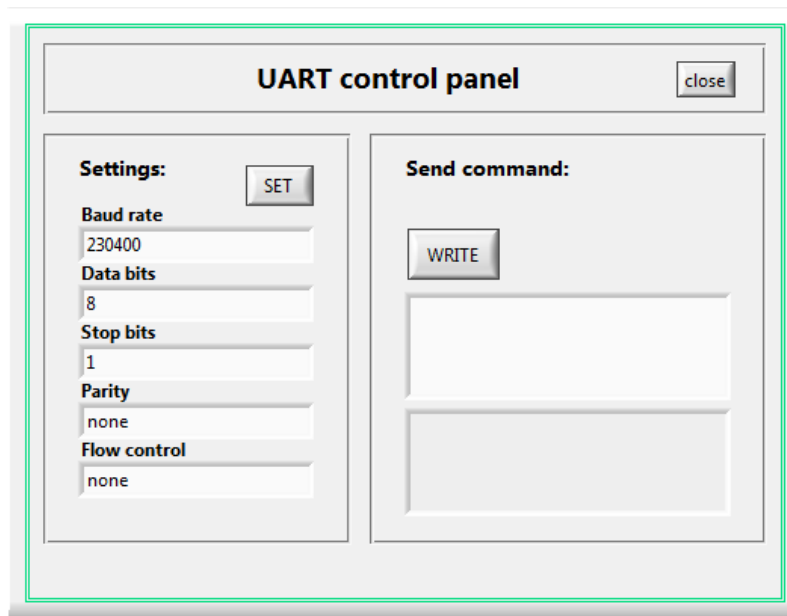 UART control panel
close
Settings:
SET
Baud rate
230400
Data bits
8
Stop bits
1
Parity
none
Flow control
none
Send command:
WRITE